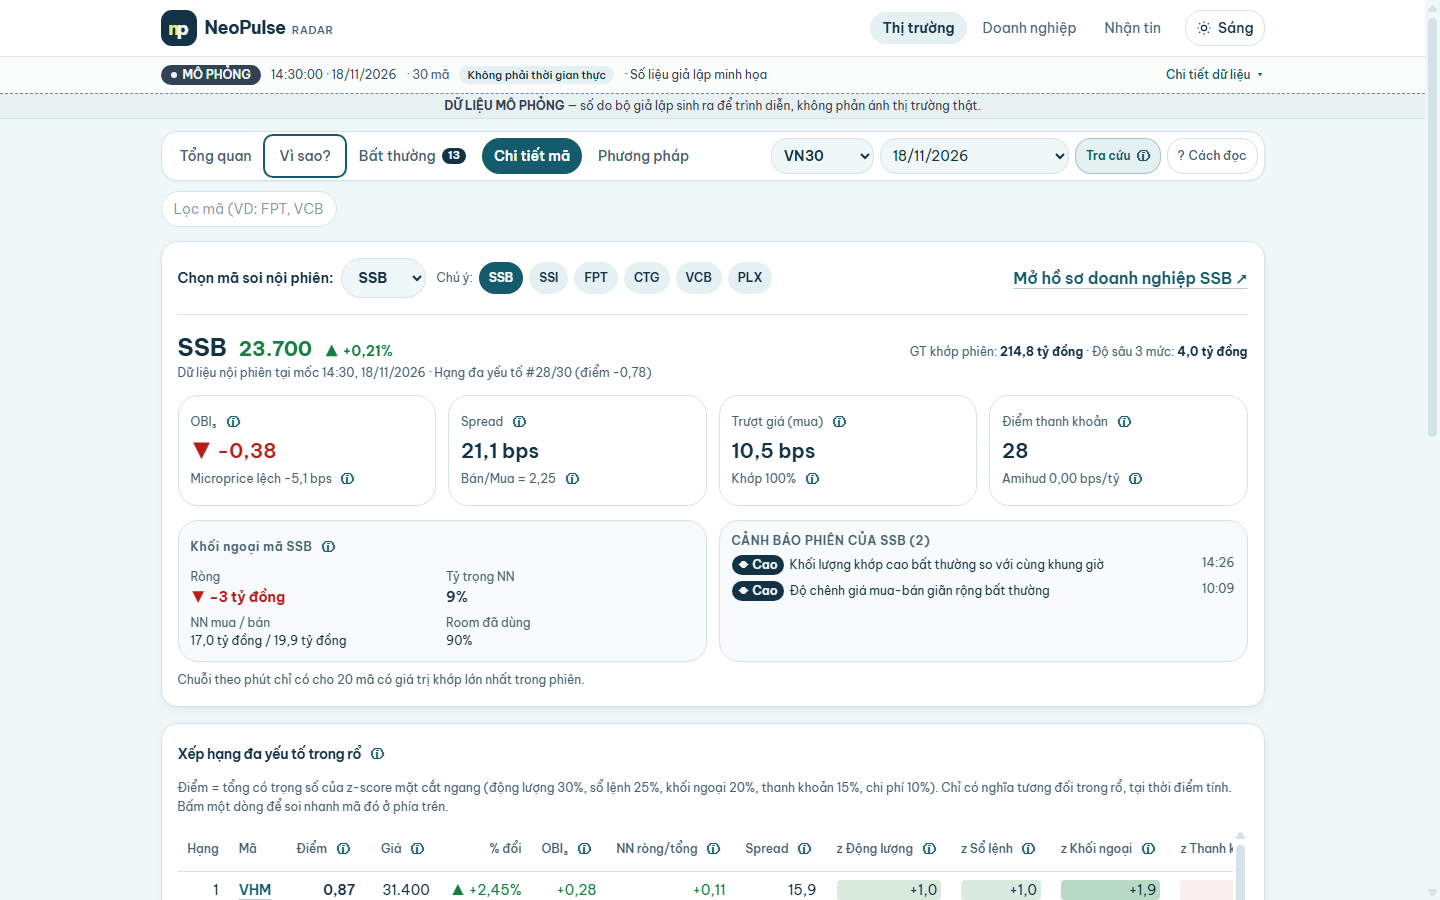 np NeoPulse RADAR
Thị trường Doanh nghiệp Nhận tin Sáng
MÔ PHỎNG 14:30:00 · 18/11/2026 · 30 mã Không phải thời gian thực · Số liệu giả lập minh họa Chi tiết dữ liệu
DỮ LIỆU MÔ PHỎNG — số do bộ giả lập sinh ra để trình diễn, không phản ánh thị trường thật.
Tổng quan Vì sao? Bất thường 13 Chi tiết mã Phương pháp VN30 18/11/2026 Tra cứu ⓘ ? Cách đọc
Lọc mã (VD: FPT, VCB
Chọn mã soi nội phiên: SSB Chú ý: SSB SSI FPT CTG VCB PLX Mở hồ sơ doanh nghiệp SSB ↗
SSB 23.700 ▲ +0,21% GT khớp phiên: 214,8 tỷ đồng · Độ sâu 3 mức: 4,0 tỷ đồng
Dữ liệu nội phiên tại mốc 14:30, 18/11/2026 · Hạng đa yếu tố #28/30 (điểm −0,78)
OBI₃ ⓘ Spread ⓘ Trượt giá (mua) ⓘ Điểm thanh khoản ⓘ
▼ −0,38 21,1 bps 10,5 bps 28
Microprice lệch −5,1 bps ⓘ Bán/Mua = 2,25 ⓘ Khớp 100% ⓘ Amihud 0,00 bps/tỷ ⓘ
Khối ngoại mã SSB ⓘ
Ròng Tỷ trọng NN
▼ −3 tỷ đồng 9%
NN mua / bán Room đã dùng
17,0 tỷ đồng / 19,9 tỷ đồng 90%
CẢNH BÁO PHIÊN CỦA SSB (2)
Cao Khối lượng khớp cao bất thường so với cùng khung giờ 14:26
Cao Độ chênh giá mua-bán giãn rộng bất thường 10:09
Chuỗi theo phút chỉ có cho 20 mã có giá trị khớp lớn nhất trong phiên.
Xếp hạng đa yếu tố trong rổ ⓘ
Điểm = tổng có trọng số của z-score mặt cắt ngang (động lượng 30%, sổ lệnh 25%, khối ngoại 20%, thanh khoản 15%, chi phí 10%). Chỉ có nghĩa tương đối trong rổ, tại thời điểm tính.
Bấm một dòng để soi nhanh mã đó ở phía trên.
Hạng Mã Điểm ⓘ Giá ⓘ % đổi OBI₃ ⓘ NN ròng/tổng ⓘ Spread ⓘ z Động lượng ⓘ z Sổ lệnh ⓘ z Khối ngoại ⓘ z Thanh
1 VHM 0,87 31.400 ▲ +2,45% +0,28 +0,11 15,9 +1,0 +1,0 +1,9